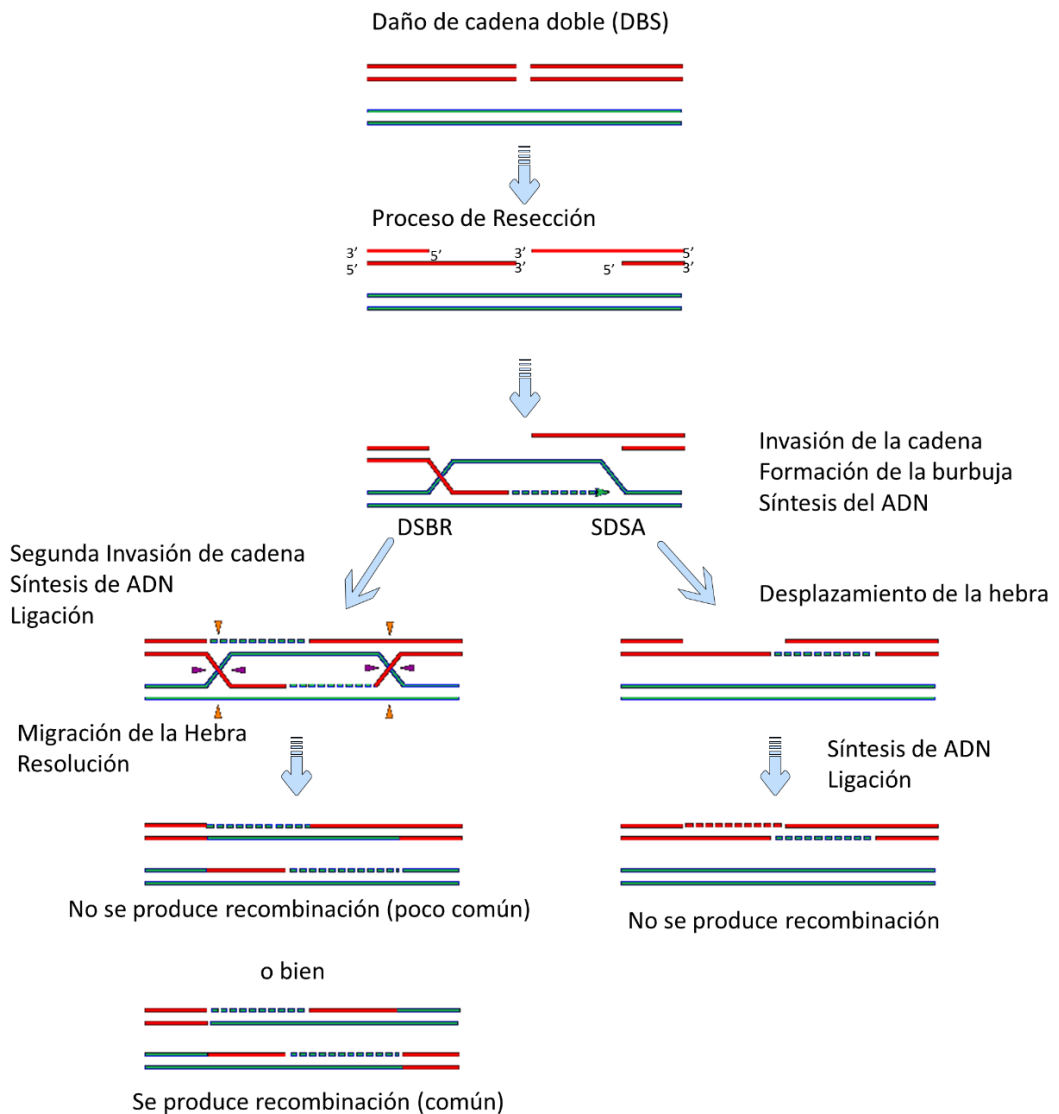 Daño de cadena doble (DBS)
Proceso de Resección
3’ 5’ 3’ 5’
5’ 3’ 5’ 3’
Invasión de la cadena
Formación de la burbuja
Síntesis del ADN
DSBR SDSA
Segunda Invasión de cadena
Síntesis de ADN
Ligación
Desplazamiento de la hebra
Migración de la Hebra
Resolución
Síntesis de ADN
Ligación
No se produce recombinación (poco común)
No se produce recombinación
o bien
Se produce recombinación (común)